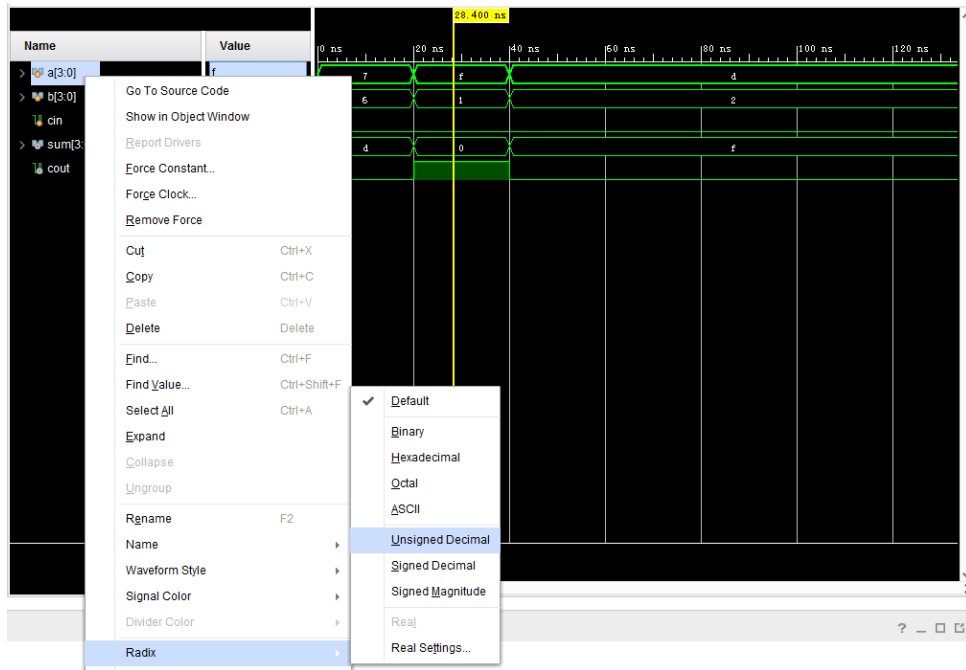 28.400 ns
Name Value
0 ns 20 ns 40 ns 60 ns 80 ns 100 ns 120 ns
a[3:0] f 7 f d
b[3:0] 6 1 2
cin
sum[3: d 0 f
cout
Go To Source Code
Show in Object Window
Report Drivers
Force Constant...
Force Clock...
Remove Force
Cut Ctrl+X
Copy Ctrl+C
Paste Ctrl+V
Delete Delete
Find... Ctrl+F
Find Value... Ctrl+Shift+F
Select All Ctrl+A
Expand
Collapse
Ungroup
Rename F2
Name
Waveform Style
Signal Color
Divider Color
Radix
Default
Binary
Hexadecimal
Octal
ASCII
Unsigned Decimal
Signed Decimal
Signed Magnitude
Real
Real Settings...
?